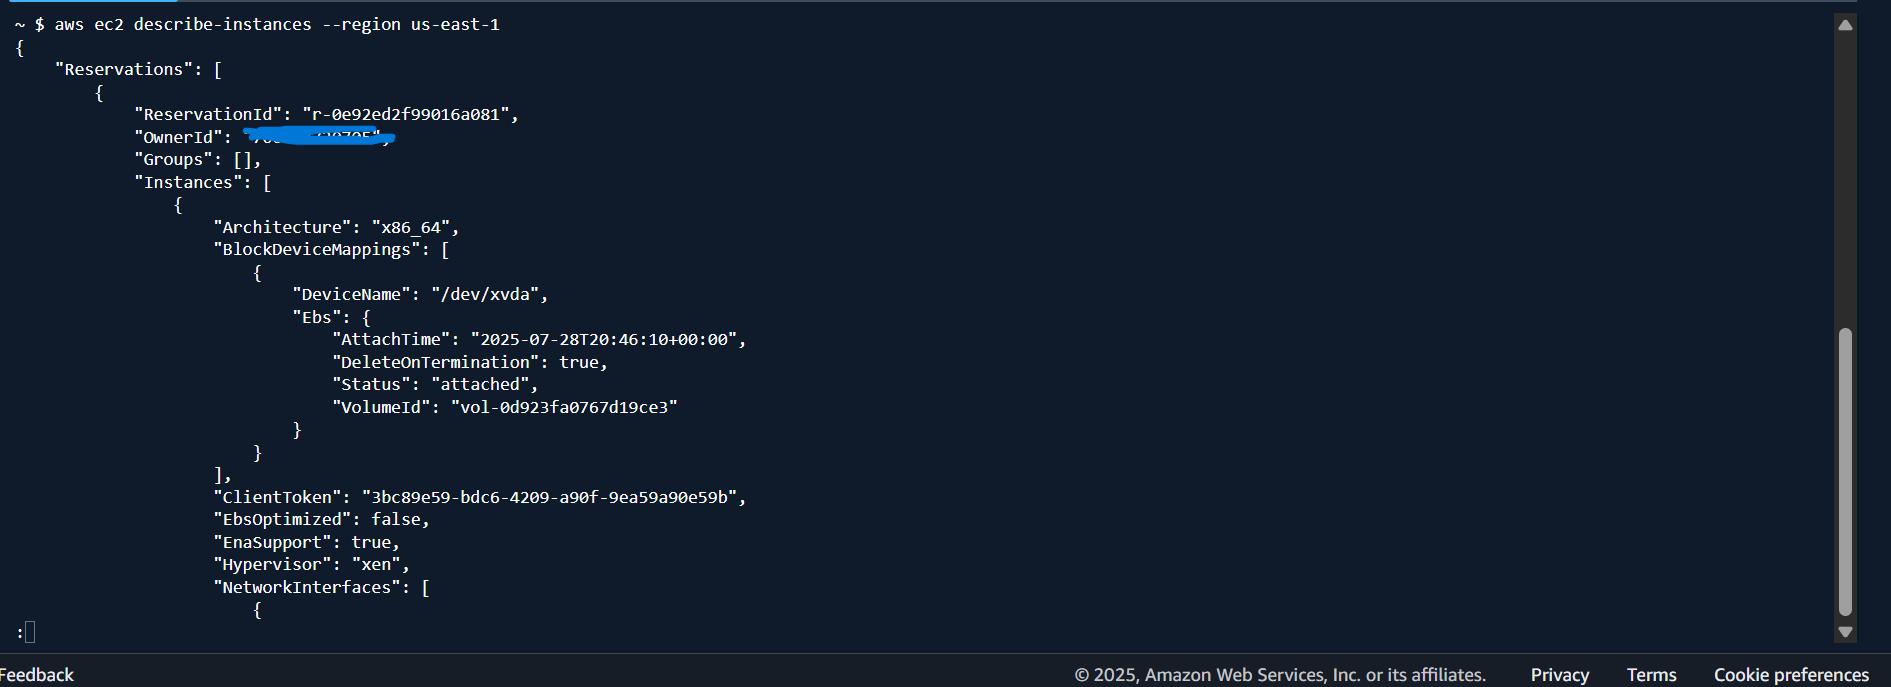 ~ $ aws ec2 describe-instances --region us-east-1
{
    "Reservations": [
        {
            "ReservationId": "r-0e92ed2f99016a081",
            "OwnerId":
            "Groups": [],
            "Instances": [
                {
                    "Architecture": "x86_64",
                    "BlockDeviceMappings": [
                        {
                            "DeviceName": "/dev/xvda",
                            "Ebs": {
                                "AttachTime": "2025-07-28T20:46:10+00:00",
                                "DeleteOnTermination": true,
                                "Status": "attached",
                                "VolumeId": "vol-0d923fa0767d19ce3"
                            }
                        }
                    ],
                    "ClientToken": "3bc89e59-bdc6-4209-a90f-9ea59a90e59b",
                    "EbsOptimized": false,
                    "EnaSupport": true,
                    "Hypervisor": "xen",
                    "NetworkInterfaces": [
                        {
:
Feedback © 2025, Amazon Web Services, Inc. or its affiliates. Privacy Terms Cookie preferences